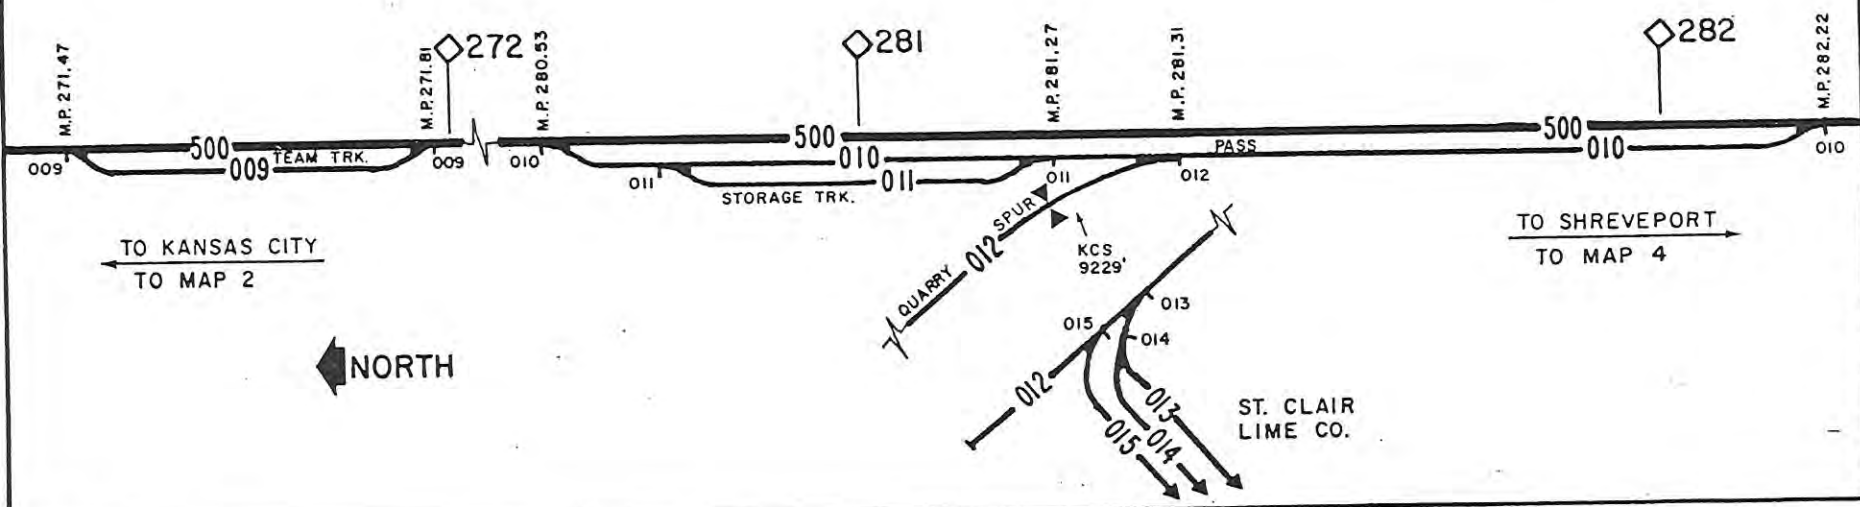 M.P. 271.47
M.P. 271.81
272
M.P. 280.53
281
M.P. 281.27
M.P. 281.31
282
M.P. 282.22
500
500
500
009
TEAM TRK.
009
009
010
010
PASS
010
010
011
011
011
STORAGE TRK.
012
SPUR
012
QUARRY
KCS
9229'
TO KANSAS CITY
TO MAP 2
TO SHREVEPORT
TO MAP 4
NORTH
013
015
014
012
013
014
015
ST. CLAIR
LIME CO.